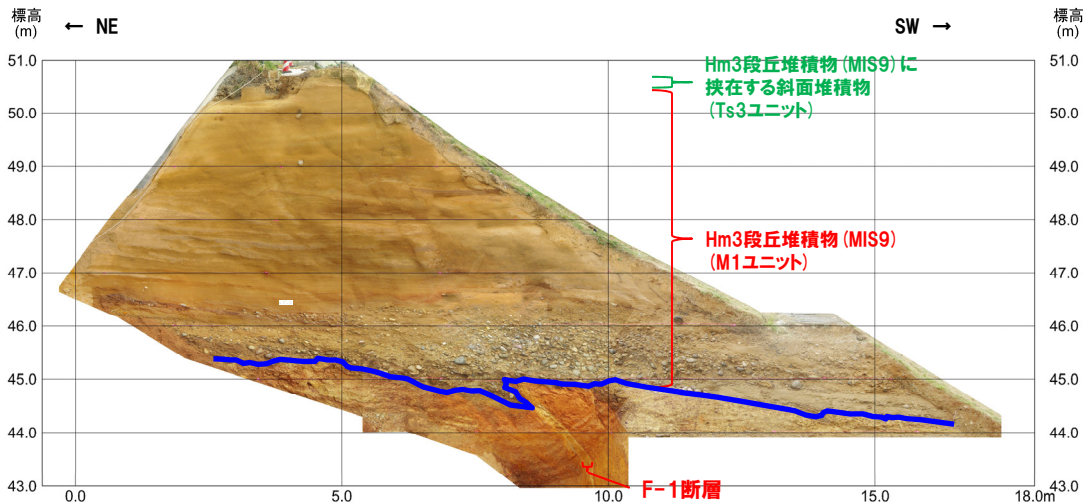 標高
(m)
← NE
SW →
標高
(m)
51.0
50.0
49.0
48.0
47.0
46.0
45.0
44.0
43.0
Hm3段丘堆積物(MIS9)に
挟在する斜面堆積物
(Ts3ユニット)
Hm3段丘堆積物(MIS9)
(M1ユニット)
F-1断層
51.0
50.0
49.0
48.0
47.0
46.0
45.0
44.0
43.0
0.0 5.0 10.0 15.0 18.0m